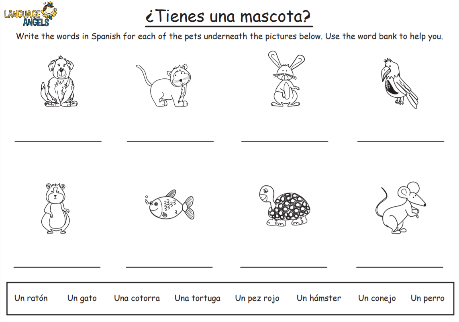 LANGUAGE
ANGELS
¿Tienes una mascota?
Write the words in Spanish for each of the pets underneath the pictures below. Use the word bank to help you.
Un ratón Un gato Una cotorra Una tortuga Un pez rojo Un hámster Un conejo Un perro